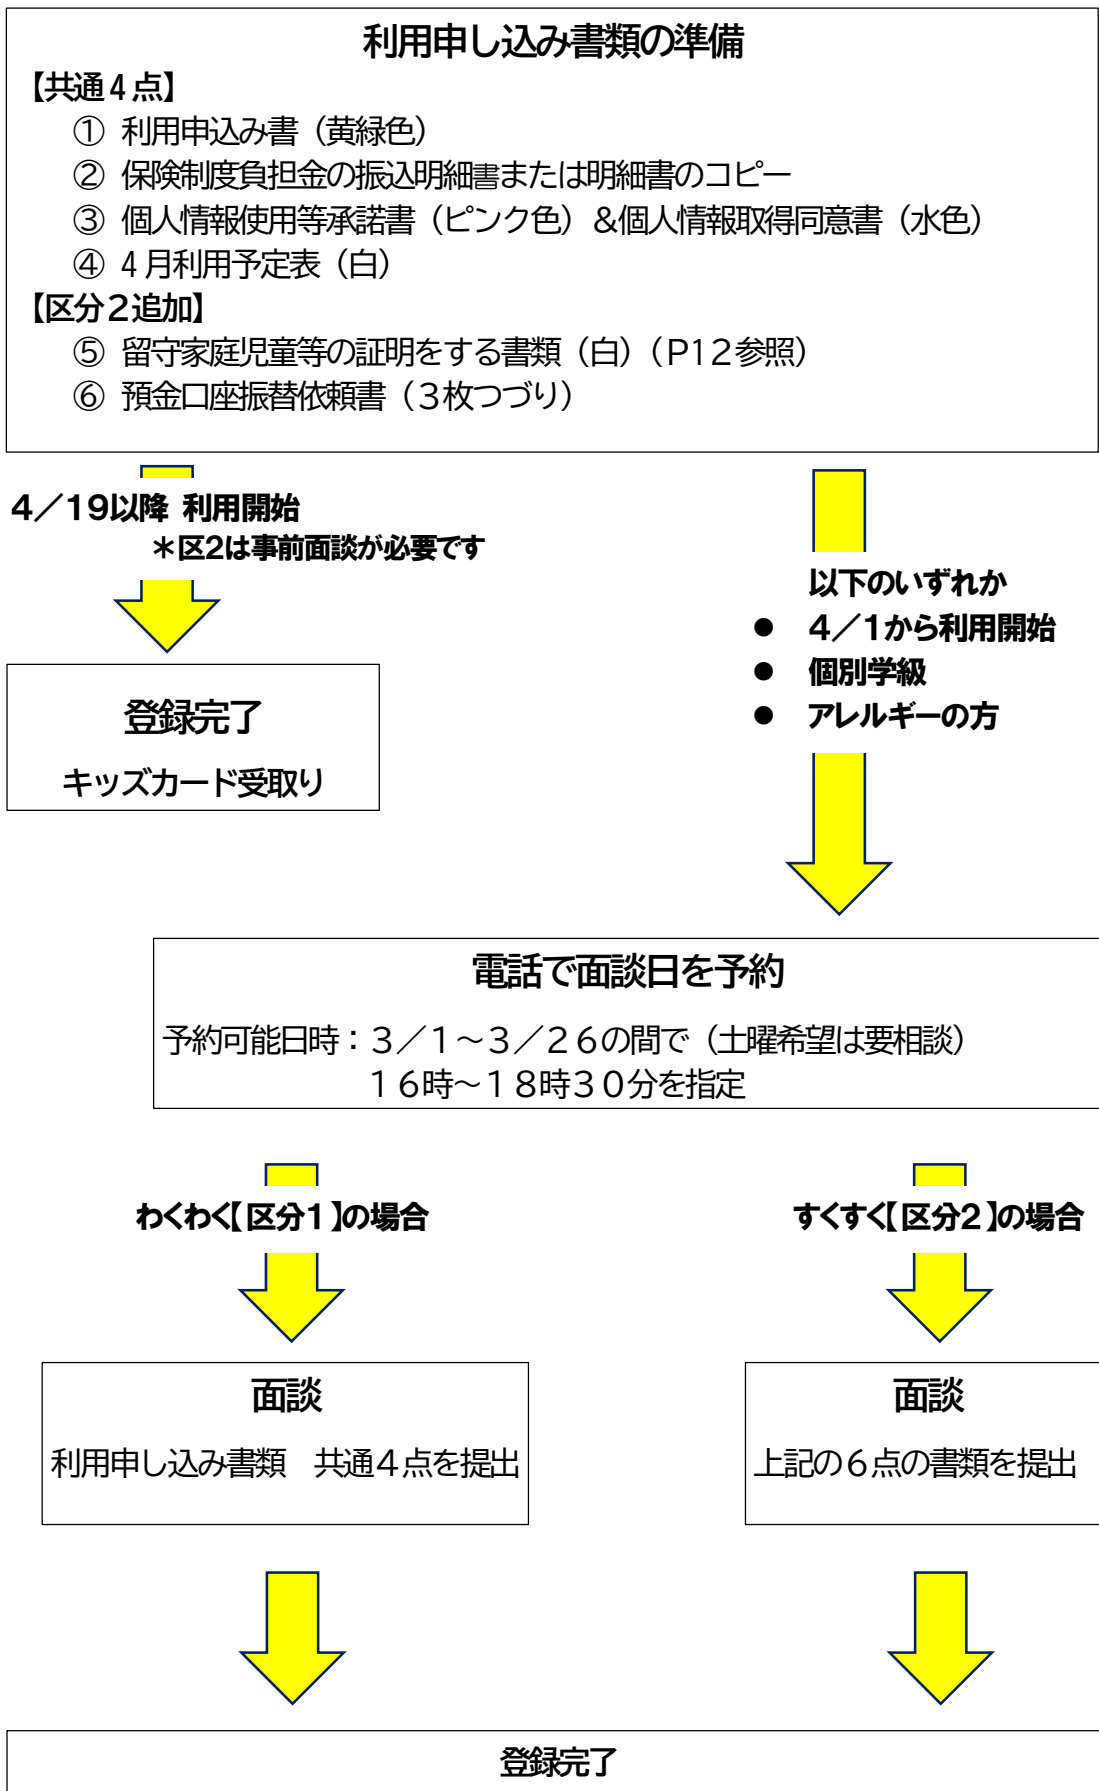 利用申し込み書類の準備
【共通４点】
① 利用申込み書（黄緑色）
② 保険制度負担金の振込明細書または明細書のコピー
③ 個人情報使用等承諾書（ピンク色）＆個人情報取得同意書（水色）
④ ４月利用予定表（白）
【区分２追加】
⑤ 留守家庭児童等の証明をする書類（白）（P１２参照）
⑥ 預金口座振替依頼書（３枚つづり）
４／１９以降 利用開始
＊区２は事前面談が必要です
以下のいずれか
● ４／１から利用開始
● 個別学級
● アレルギーの方
登録完了
キッズカード受取り
電話で面談日を予約
予約可能日時：３／１～３／２６の間で（土曜希望は要相談）
１６時～１８時３０分を指定
わくわく【区分１】の場合
すくすく【区分２】の場合
面談
利用申し込み書類　共通４点を提出
面談
上記の６点の書類を提出
登録完了